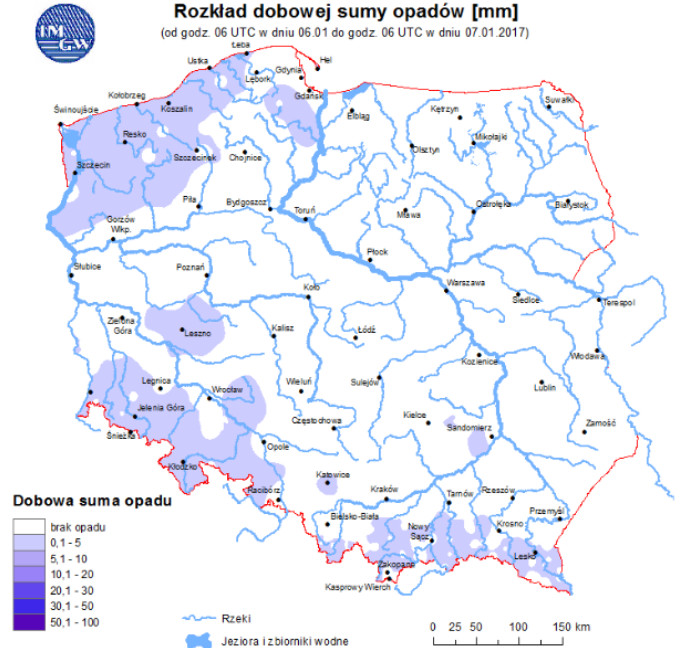 IM
GW
Rozkład dobowej sumy opadów [mm]
(od godz. 06 UTC w dniu 06.01 do godz. 06 UTC w dniu 07.01.2017)
Łeba
Ustka
Hel
Lębork
Gdynia
Gdańsk
Kołobrzeg
Koszalin
Świnoujście
Elbląg
Kętrzyn
Suwałki
Resko
Szczecinek
Chojnice
Olsztyn
Mikołajki
Szczecin
Piła
Bydgoszcz
Toruń
Mława
Ostrołęka
Białystok
Gorzów
Wlkp.
Płock
Słubice
Poznań
Koło
Warszawa
Siedlce
Terespol
Zielona
Góra
Leszno
Kalisz
Łódź
Kozienice
Włodawa
Legnica
Wrocław
Wieluń
Sulejów
Lublin
Jelenia Góra
Śnieżka
Częstochowa
Kielce
Sandomierz
Zamość
Opole
Kłodzko
Katowice
Racibórz
Kraków
Tarnów
Rzeszów
Bielsko-Biała
Nowy
Sącz
Krosno
Przemyśl
Lesko
Zakopane
Kasprowy Wierch
Dobowa suma opadu
brak opadu
0,1 - 5
5,1 - 10
10,1 - 20
20,1 - 30
30,1 - 50
50,1 - 100
Rzeki
Jeziora i zbiorniki wodne
0 25 50 100 150 km